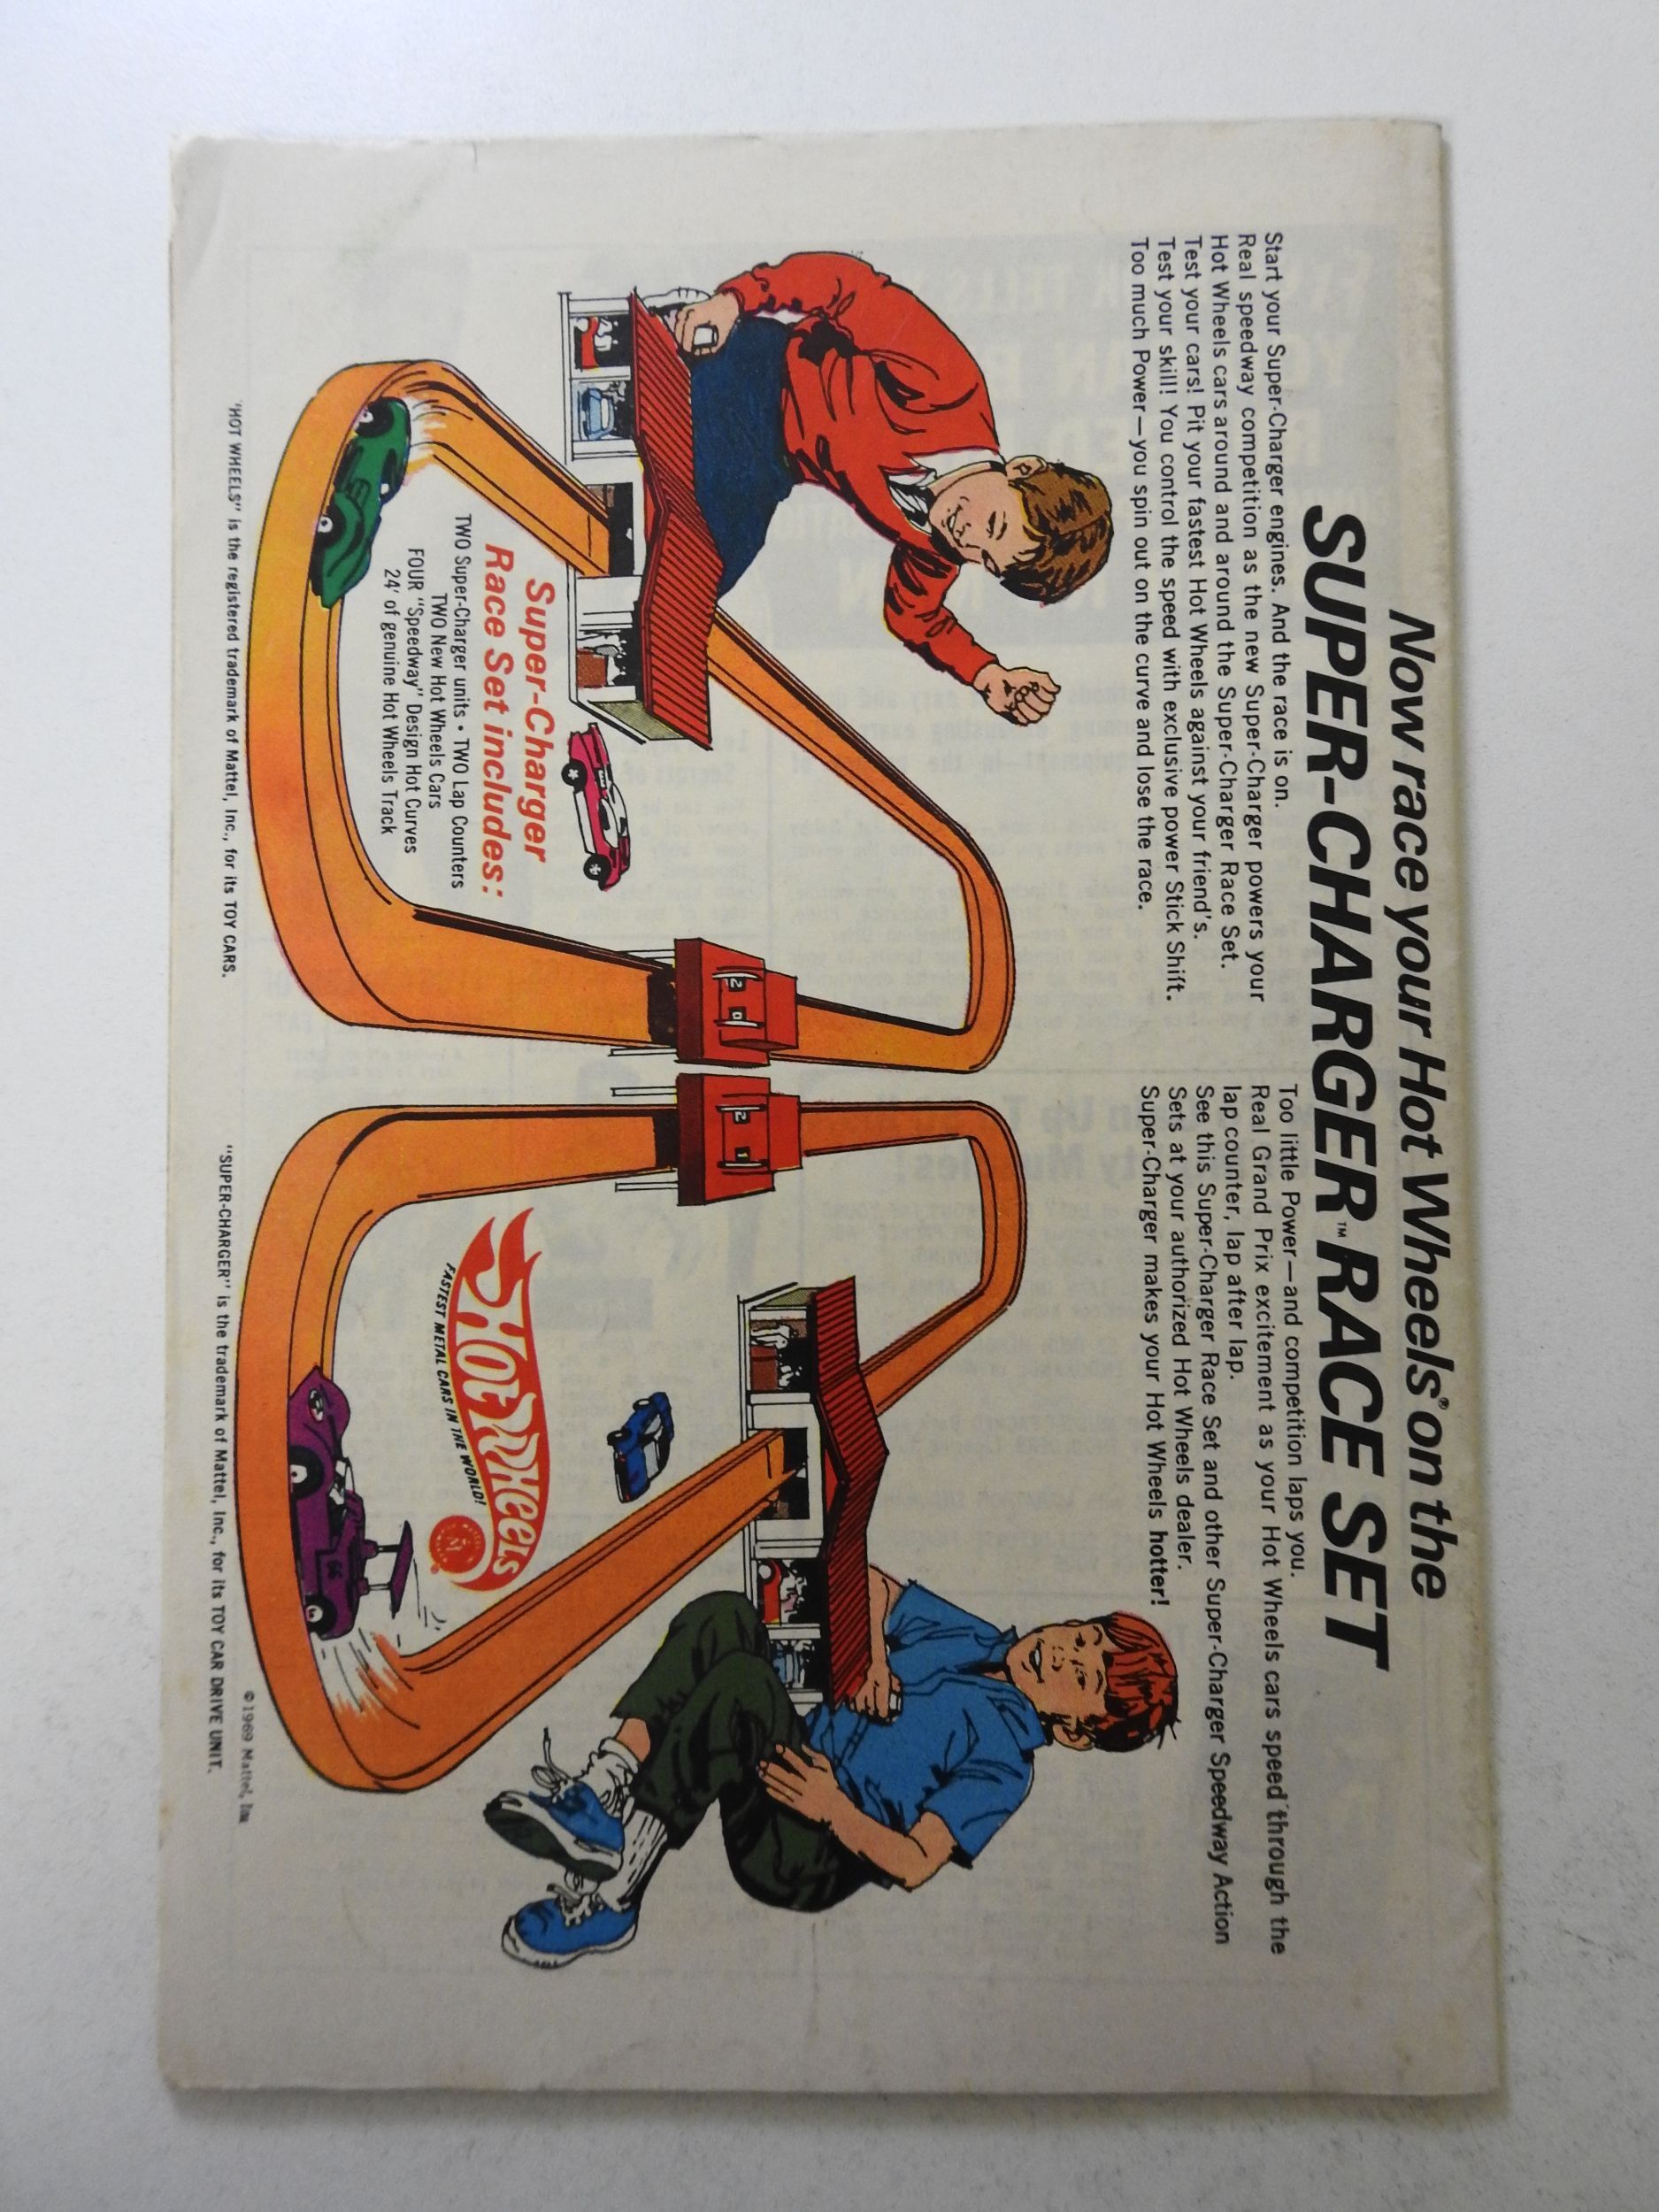 Now race your Hot Wheels® on the
SUPER-CHARGER™ RACE SET
Start your Super-Charger engines. And the race is on.
Real speedway competition as the new Super-Charger powers your
Hot Wheels cars around and around the Super-Charger Race Set.
Test your cars! Pit your fastest Hot Wheels against your friend's.
Test your skill! You control the speed with exclusive power Stick Shift.
Too much Power—you spin out on the curve and lose the race.
Too little Power—and competition laps you.
Real Grand Prix excitement as your Hot Wheels cars speed through the
lap counter, lap after lap.
See this Super-Charger Race Set and other Super-Charger Speedway Action
Sets at your authorized Hot Wheels dealer.
Super-Charger makes your Hot Wheels hotter!
2 0
2 1
Super-Charger
Race Set includes:
TWO Super-Charger units • TWO Lap Counters
TWO New Hot Wheels Cars
FOUR "Speedway" Design Hot Curves
24' of genuine Hot Wheels Track
HOT WHEELS
FASTEST METAL CARS IN THE WORLD!
66
©1969 Mattel, Inc
"HOT WHEELS" is the registered trademark of Mattel, Inc., for its TOY CARS.
"SUPER-CHARGER" is the trademark of Mattel, Inc., for its TOY CAR DRIVE UNIT.